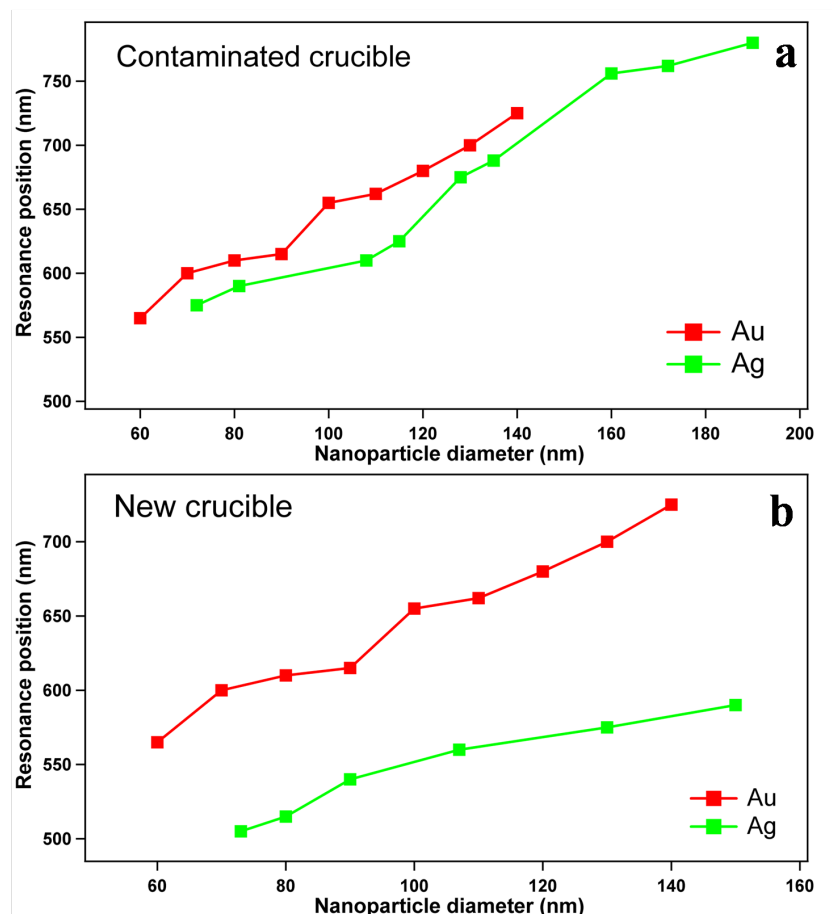 Contaminated crucible
a
Resonance position (nm)
750
700
650
600
550
500
Au
Ag
60 80 100 120 140 160 180 200
Nanoparticle diameter (nm)
New crucible
b
Resonance position (nm)
700
650
600
550
500
Au
Ag
60 80 100 120 140 160
Nanoparticle diameter (nm)